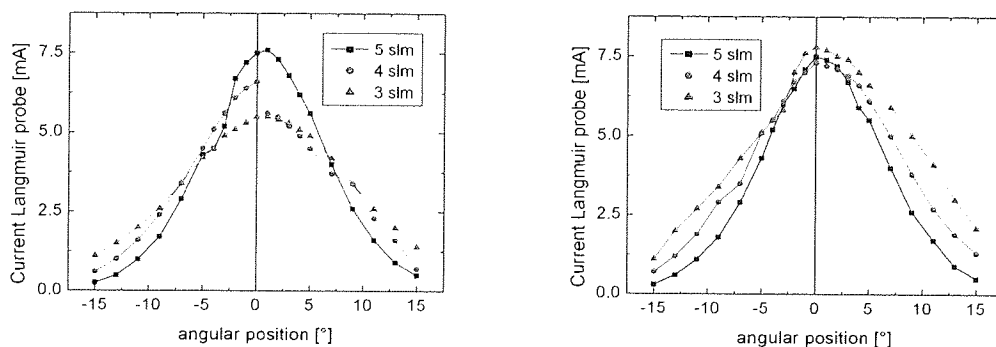 Current Langmuir probe [mA]
7.5
5.0
2.5
0.0
5 slm
4 slm
3 slm
-15 -10 -5 0 5 10 15
angular position [°]
Current Langmuir probe [mA]
7.5
5.0
2.5
0.0
5 slm
4 slm
3 slm
-15 -10 -5 0 5 10 15
angular position [°]